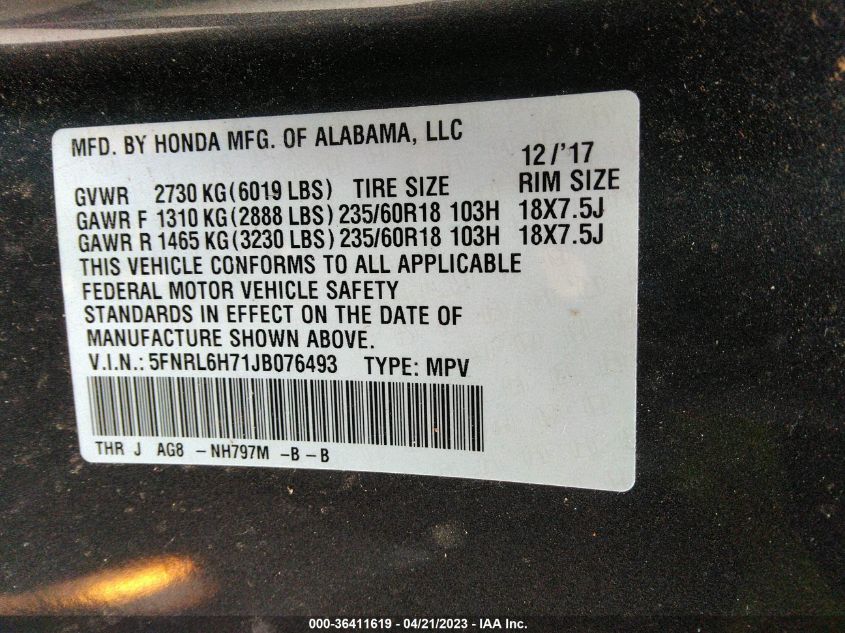 MFD. BY HONDA MFG. OF ALABAMA, LLC 12/'17
GVWR 2730 KG(6019 LBS) TIRE SIZE RIM SIZE
GAWR F 1310 KG(2888 LBS) 235/60R18 103H 18X7.5J
GAWR R 1465 KG(3230 LBS) 235/60R18 103H 18X7.5J
THIS VEHICLE CONFORMS TO ALL APPLICABLE
FEDERAL MOTOR VEHICLE SAFETY
STANDARDS IN EFFECT ON THE DATE OF
MANUFACTURE SHOWN ABOVE.
V.I.N.: 5FNRL6H71JB076493 TYPE: MPV
THR J AG8 -NH797M -B-B
000-36411619 - 04/21/2023 - IAA Inc.